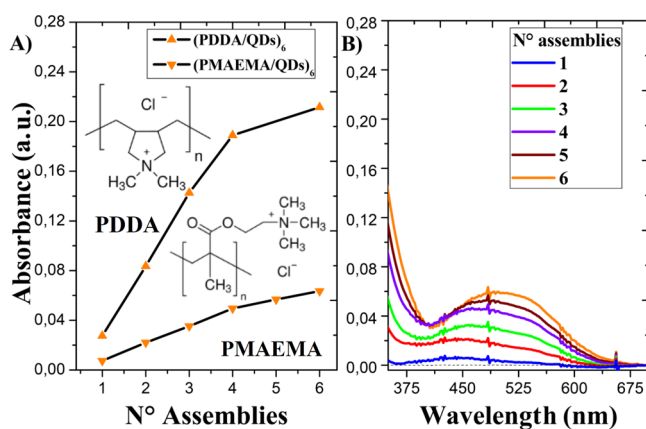 A)
(PDDA/QDs)6
(PMAEMA/QDs)6
0,28
0,24
0,20
0,16
0,12
0,08
0,04
0,00
Absorbance (a. u.)
Cl −
n
N
+
H3C
CH3
PDDA
O
O
+
N
CH3
CH3
CH3
CH3
n
Cl−
PMAEMA
1 2 3 4 5 6
N° Assemblies
B)
N° assemblies
1
2
3
4
5
6
0,28
0,24
0,20
0,16
0,12
0,08
0,04
0,00
375 450 525 600 675
Wavelength (nm)